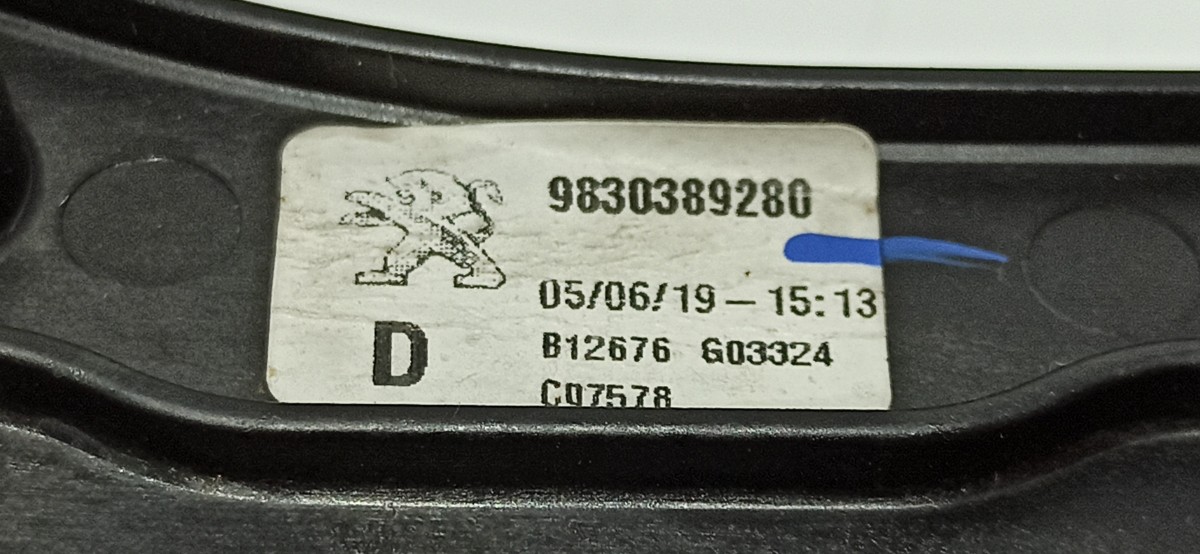 9830389280
05/06/19 – 15:13
D
B12676 G03324
C07578